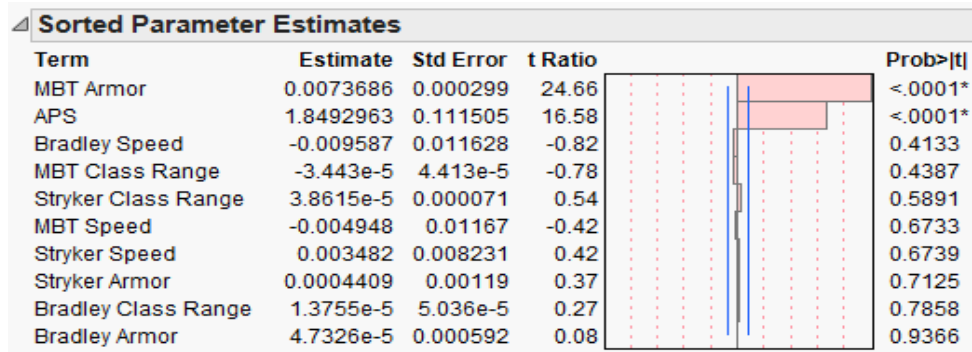 Sorted Parameter Estimates
Term Estimate Std Error t Ratio Prob>|t|
MBT Armor 0.0073686 0.000299 24.66 <.0001*
APS 1.8492963 0.111505 16.58 <.0001*
Bradley Speed -0.009587 0.011628 -0.82 0.4133
MBT Class Range -3.443e-5 4.413e-5 -0.78 0.4387
Stryker Class Range 3.8615e-5 0.000071 0.54 0.5891
MBT Speed -0.004948 0.01167 -0.42 0.6733
Stryker Speed 0.003482 0.008231 0.42 0.6739
Stryker Armor 0.0004409 0.00119 0.37 0.7125
Bradley Class Range 1.3755e-5 5.036e-5 0.27 0.7858
Bradley Armor 4.7326e-5 0.000592 0.08 0.9366